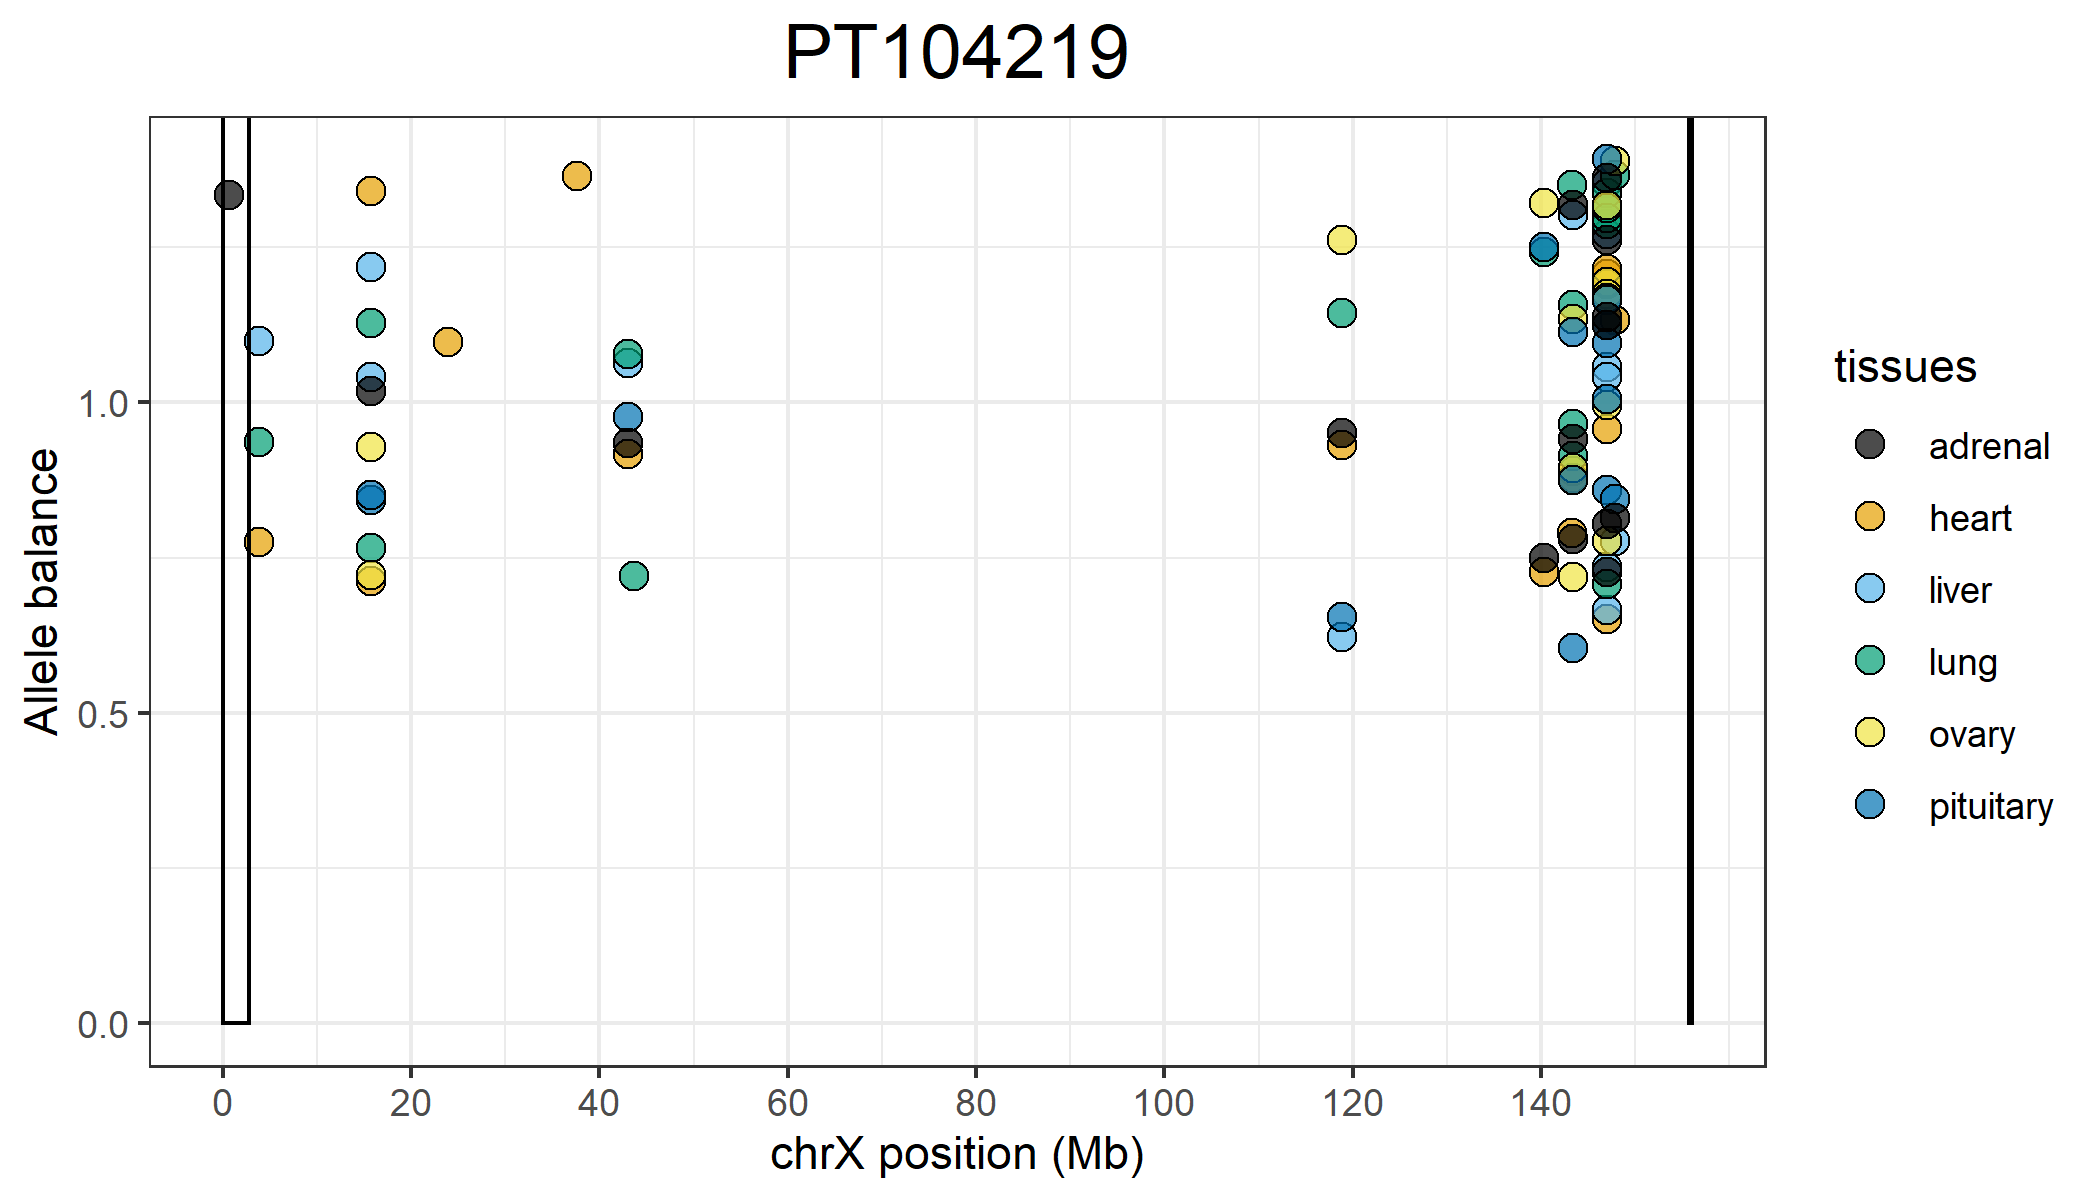 PT104219
Allele balance
1.0
0.5
0.0
0 20 40 60 80 100 120 140
chrX position (Mb)
tissues
adrenal
heart
liver
lung
ovary
pituitary